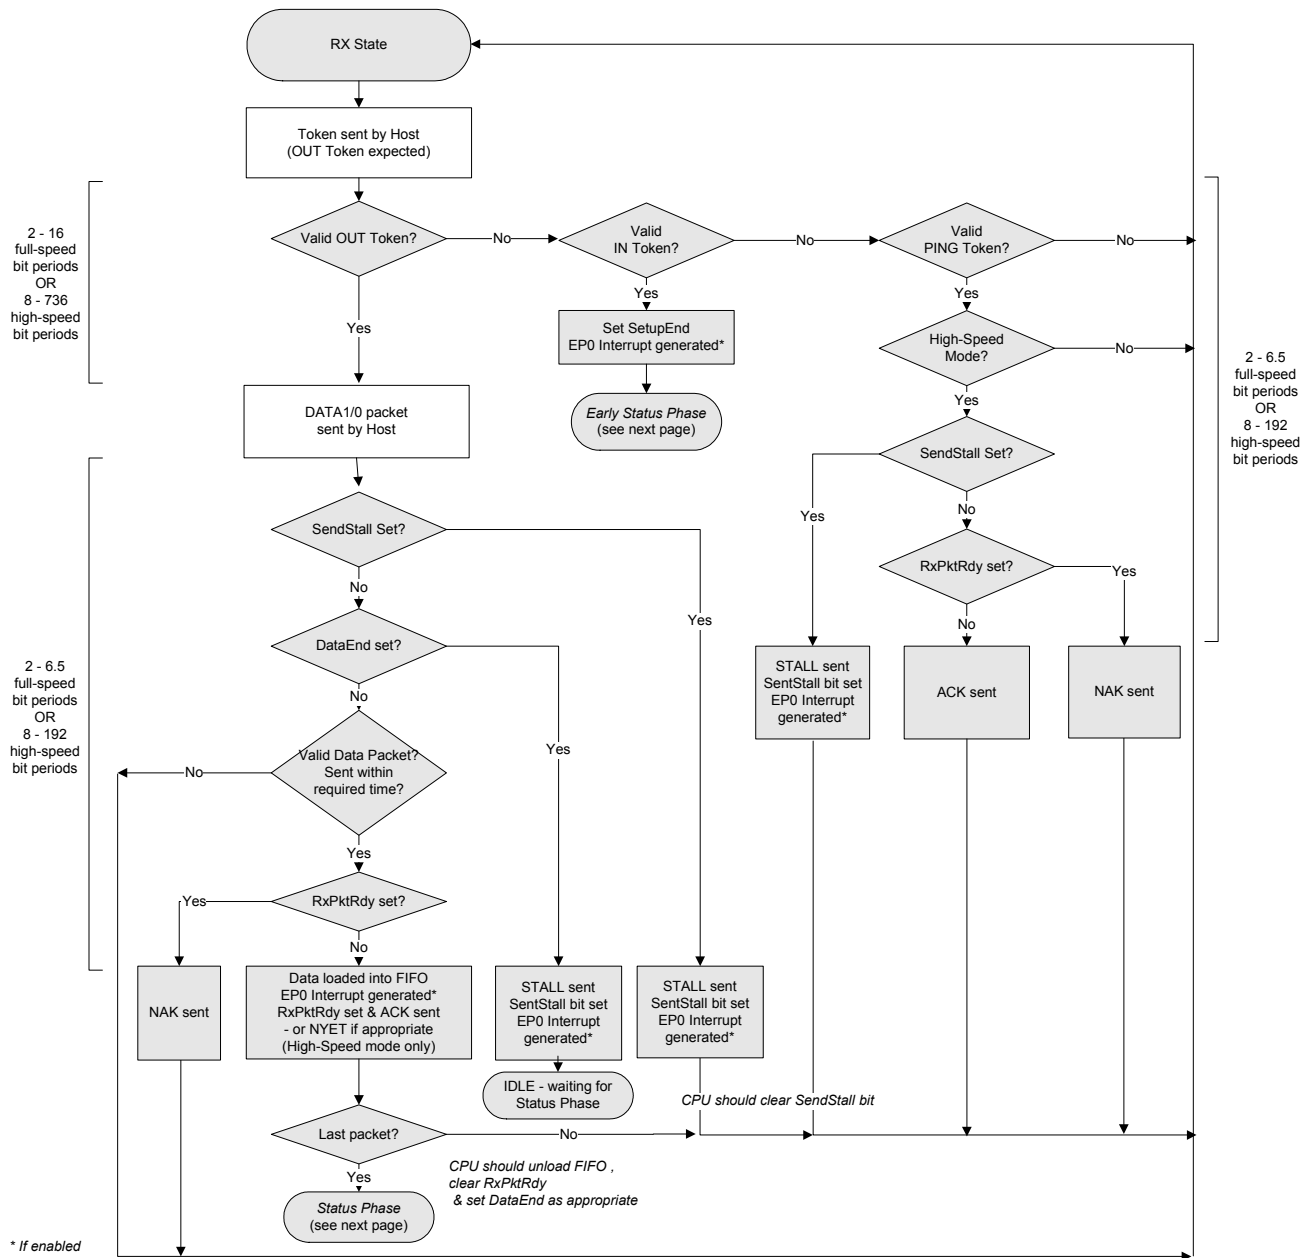 RX State
Token sent by Host
(OUT Token expected)
2 - 16
full-speed
bit periods
OR
8 - 736
high-speed
bit periods
Valid OUT Token?
No
Valid
IN Token?
No
Valid
PING Token?
No
Yes
Yes
Yes
Set SetupEnd
EP0 Interrupt generated*
High-Speed
Mode?
No
Early Status Phase
(see next page)
Yes
2 - 6.5
full-speed
bit periods
OR
8 - 192
high-speed
bit periods
DATA1/0 packet
sent by Host
SendStall Set?
Yes
No
SendStall Set?
No
Yes
RxPktRdy set?
Yes
No
DataEnd set?
No
Yes
STALL sent
SentStall bit set
EP0 Interrupt
generated*
ACK sent
NAK sent
2 - 6.5
full-speed
bit periods
OR
8 - 192
high-speed
bit periods
Valid Data Packet?
Sent within
required time?
No
Yes
RxPktRdy set?
Yes
No
NAK sent
Data loaded into FIFO
EP0 Interrupt generated*
RxPktRdy set & ACK sent
- or NYET if appropriate
(High-Speed mode only)
STALL sent
SentStall bit set
EP0 Interrupt
generated*
STALL sent
SentStall bit set
EP0 Interrupt
generated*
IDLE - waiting for
Status Phase
CPU should clear SendStall bit
Last packet?
No
Yes
CPU should unload FIFO ,
clear RxPktRdy
& set DataEnd as appropriate
Status Phase
(see next page)
* If enabled